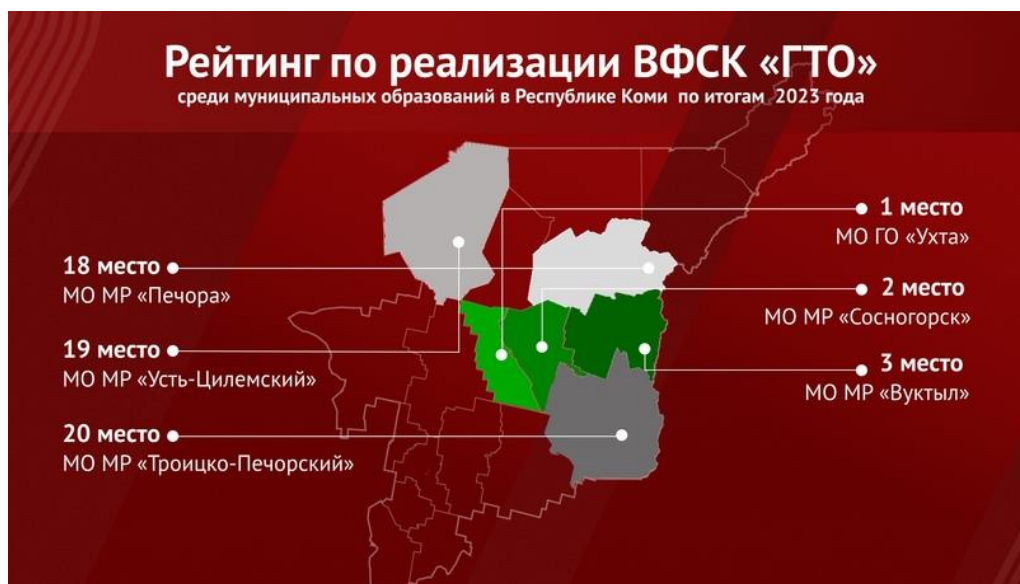 Рейтинг по реализации ВФСК «ГТО»
среди муниципальных образований в Республике Коми по итогам 2023 года
18 место
МО МР «Печора»
19 место
МО МР «Усть-Цилемский»
20 место
МО МР «Троицко-Печорский»
1 место
МО ГО «Ухта»
2 место
МО МР «Сосногорск»
3 место
МО МР «Вуктыл»